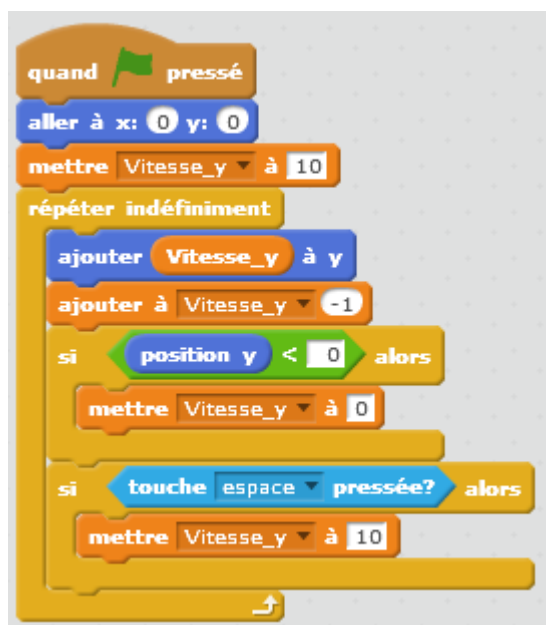 quand pressé
aller à x: 0 y: 0
mettre Vitesse_y à 10
répéter indéfiniment
ajouter Vitesse_y à y
ajouter à Vitesse_y -1
si position y < 0 alors
mettre Vitesse_y à 0
si touche espace pressée? alors
mettre Vitesse_y à 10